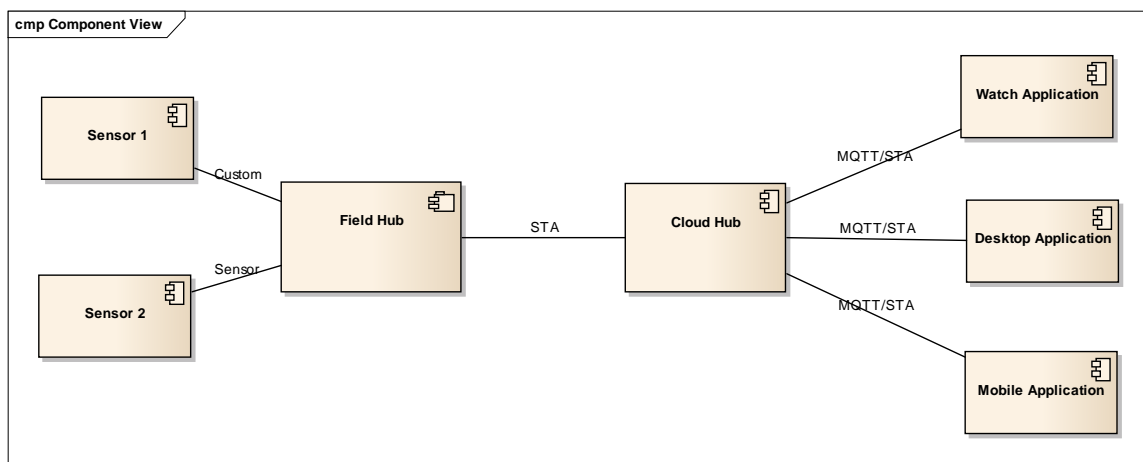 cmp Component View
Sensor 1
Custom
Field Hub
Sensor
Sensor 2
STA
Cloud Hub
MQTT/STA
Watch Application
MQTT/STA
Desktop Application
MQTT/STA
Mobile Application